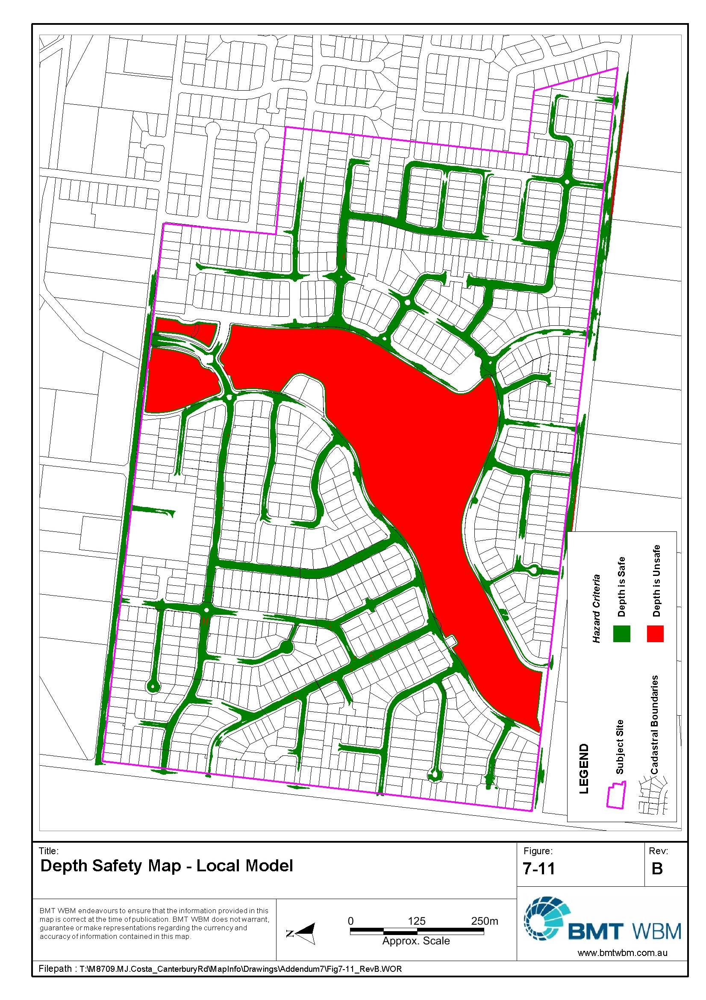 Hazard Criteria
Depth is Safe
Depth is Unsafe
LEGEND
Subject Site
Cadastral Boundaries
Title:
Depth Safety Map - Local Model
Figure:
7-11
Rev:
B
BMT WBM endeavours to ensure that the information provided in this
map is correct at the time of publication. BMT WBM does not warrant,
guarantee or make representations regarding the currency and
accuracy of information contained in this map.
N
0 125 250m
Approx. Scale
BMT WBM
www.bmtwbm.com.au
Filepath : T:\M8709.MJ.Costa_CanterburyRd\MapInfo\Drawings\Addendum7\Fig7-11_RevB.WOR